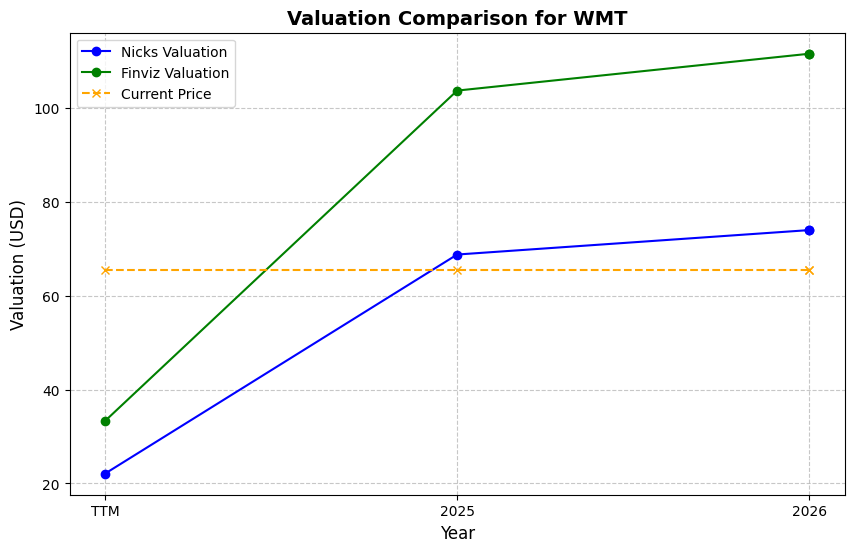 Valuation Comparison for WMT
Nicks Valuation
Finviz Valuation
Current Price
Valuation (USD)
100
80
60
40
20
TTM
2025
2026
Year